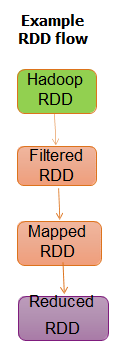 Example
RDD flow
Hadoop
RDD
Filtered
RDD
Mapped
RDD
Reduced
RDD